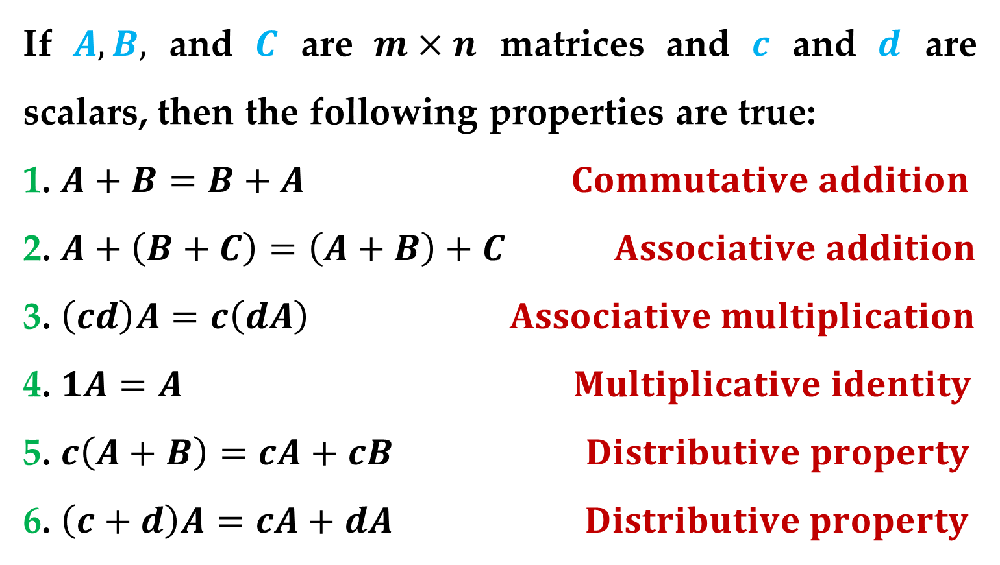 If A, B, and C are m × n matrices and c and d are
scalars, then the following properties are true:
1. A + B = B + A Commutative addition
2. A + (B + C) = (A + B) + C Associative addition
3. (cd)A = c(dA) Associative multiplication
4. 1A = A Multiplicative identity
5. c(A + B) = cA + cB Distributive property
6. (c + d)A = cA + dA Distributive property